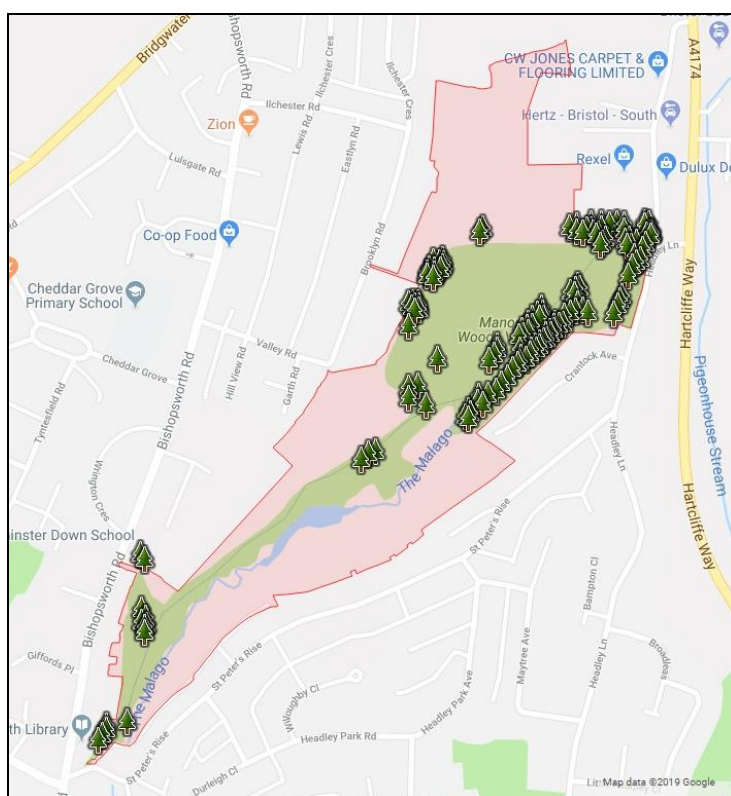 Bridgwater
Bishopsworth Rd
Ilchester Cres
Ilchester Cres
CW JONES CARPET &
FLOORING LIMITED
A4174
Ilchester Rd
Zion
Lewis Rd
Eastlyn Rd
Hertz - Bristol - South
Lulsgate Rd
Rexel
Dulux De
Co-op Food
Brooklyn Rd
Hartcliffe Way
Cheddar Grove
Primary School
Valley Rd
Mano
Wood
Cheddar Grove
Hill View Rd
Garth Rd
Crantock Ave
Pigeonhouse Stream
Tyntesfield Rd
Bishopsworth Rd
The Malago
Headley Ln
Wrington Cres
St Peter's Rise
Hartcliffe Way
minster Down School
Bishopsworth Rd
Bampton Cl
Maytree Ave
Headley Ln
Broadleas
Giffords Pl
St Peter's Rise
The Malago
Willoughby Cl
Headley Park Ave
th Library
Headley Park Rd
St Peter's Rise
Durleigh Cl
Map data ©2019 Google